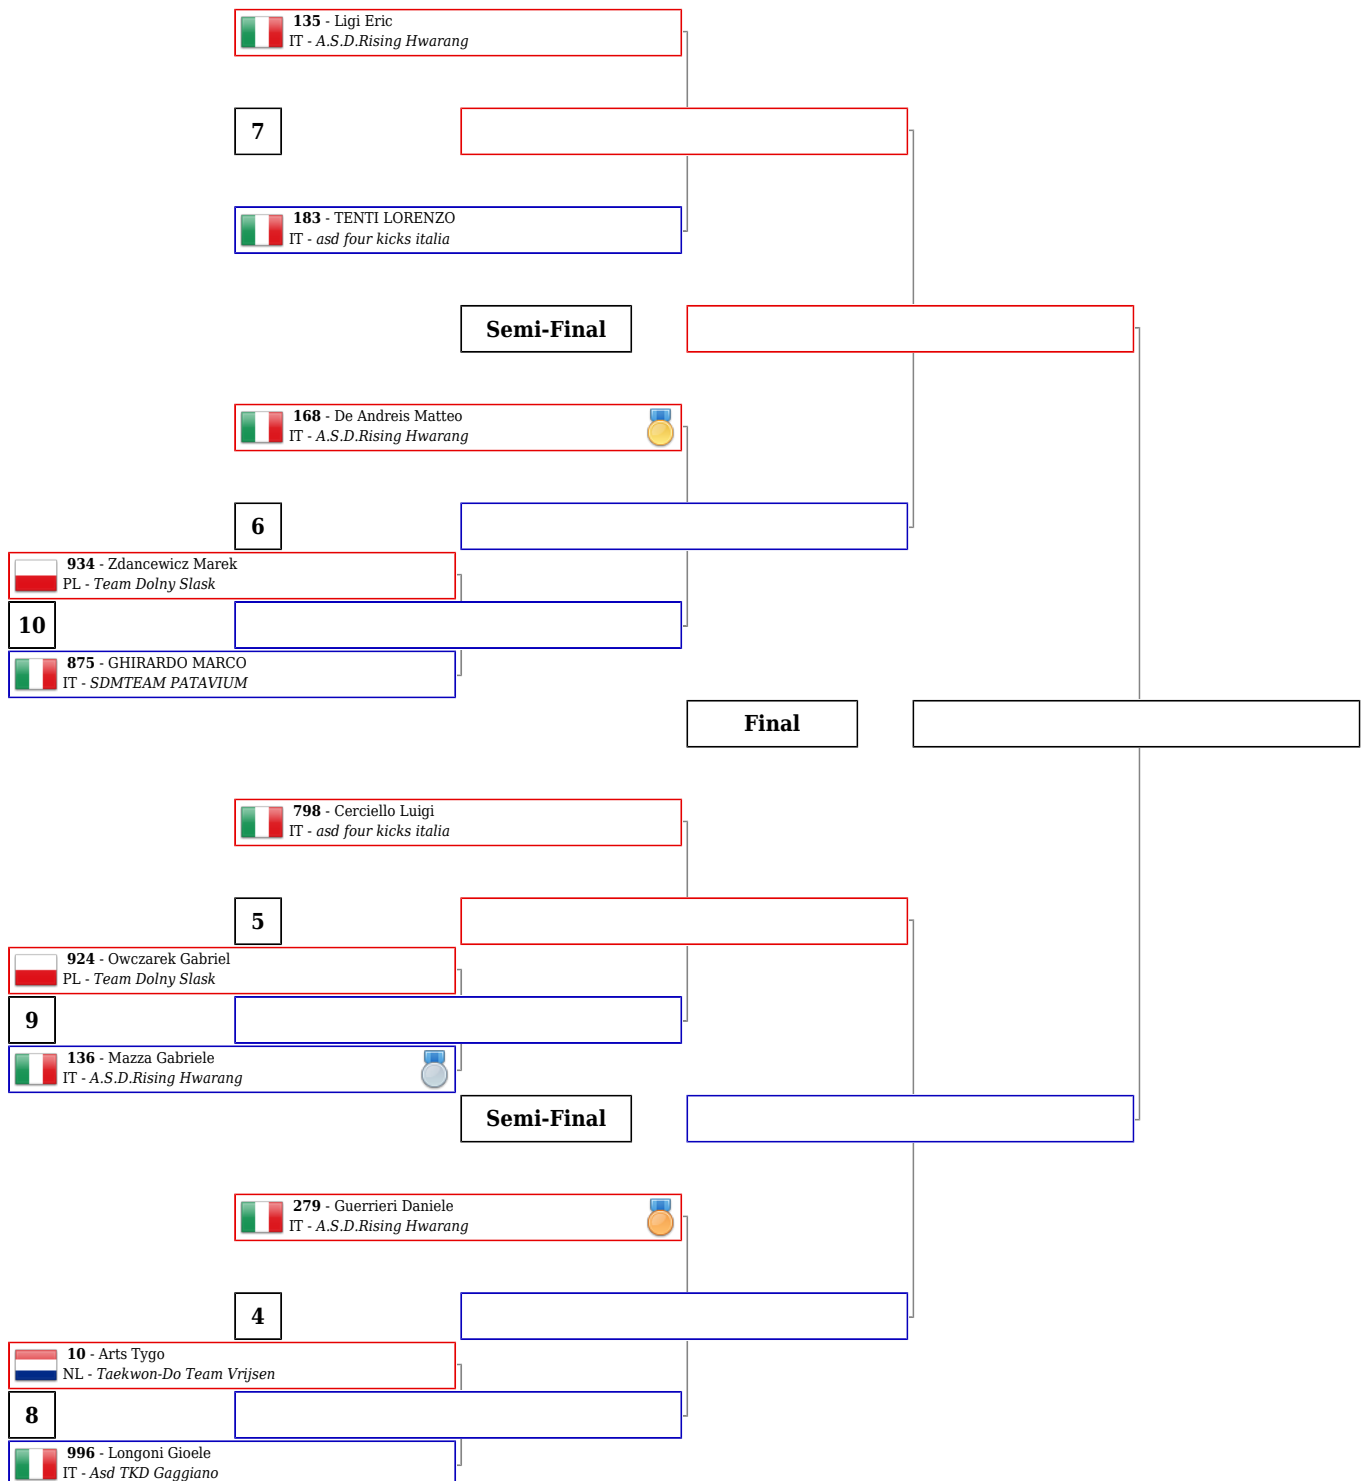 135 - Ligi Eric
IT - A.S.D.Rising Hwarang
7
183 - TENTI LORENZO
IT - asd four kicks italia
Semi-Final
168 - De Andreis Matteo
IT - A.S.D.Rising Hwarang
6
934 - Zdancewicz Marek
PL - Team Dolny Slask
10
875 - GHIRARDO MARCO
IT - SDMTEAM PATAVIUM
Final
798 - Cerciello Luigi
IT - asd four kicks italia
5
924 - Owczarek Gabriel
PL - Team Dolny Slask
9
136 - Mazza Gabriele
IT - A.S.D.Rising Hwarang
Semi-Final
279 - Guerrieri Daniele
IT - A.S.D.Rising Hwarang
4
10 - Arts Tygo
NL - Taekwon-Do Team Vrijsen
8
996 - Longoni Gioele
IT - Asd TKD Gaggiano